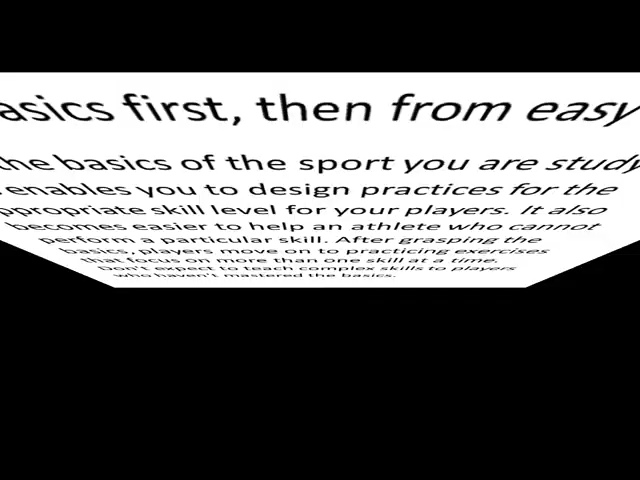 asics first, then from easy
the basics of the sport you are study
enables you to design practices for the
ppropriate skill level for your players. It also
becomes easier to help an athlete who cannot
perform a particular skill. After grasping the
basics, players move on to practicing exercises
that focus on more than one skill at a time.
Don't expect to teach complex skills to players
who haven't mastered the basics.